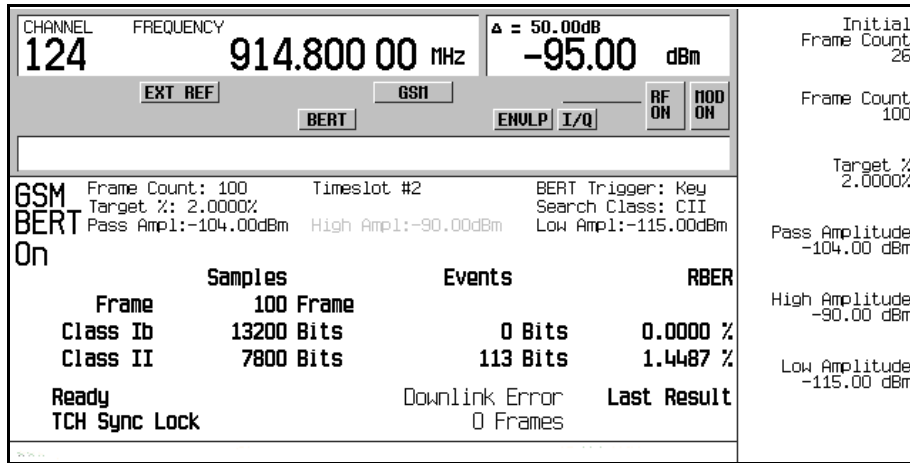 CHANNEL FREQUENCY Δ = 50.00dB
124 914.800 00 MHz -95.00 dBm
EXT REF GSM
BERT ENVLP I/Q RF ON MOD ON
GSM BERT On
Frame Count: 100 Timeslot #2 BERT Trigger: Key
Target %: 2.0000% Search Class: CII
Pass Ampl:-104.00dBm High Ampl:-90.00dBm Low Ampl:-115.00dBm
Samples Events RBER
Frame 100 Frame
Class Ib 13200 Bits 0 Bits 0.0000 %
Class II 7800 Bits 113 Bits 1.4487 %
Ready Downlink Error Last Result
TCH Sync Lock 0 Frames
Initial
Frame Count
26
Frame Count
100
Target %
2.0000%
Pass Amplitude
-104.00 dBm
High Amplitude
-90.00 dBm
Low Amplitude
-115.00 dBm